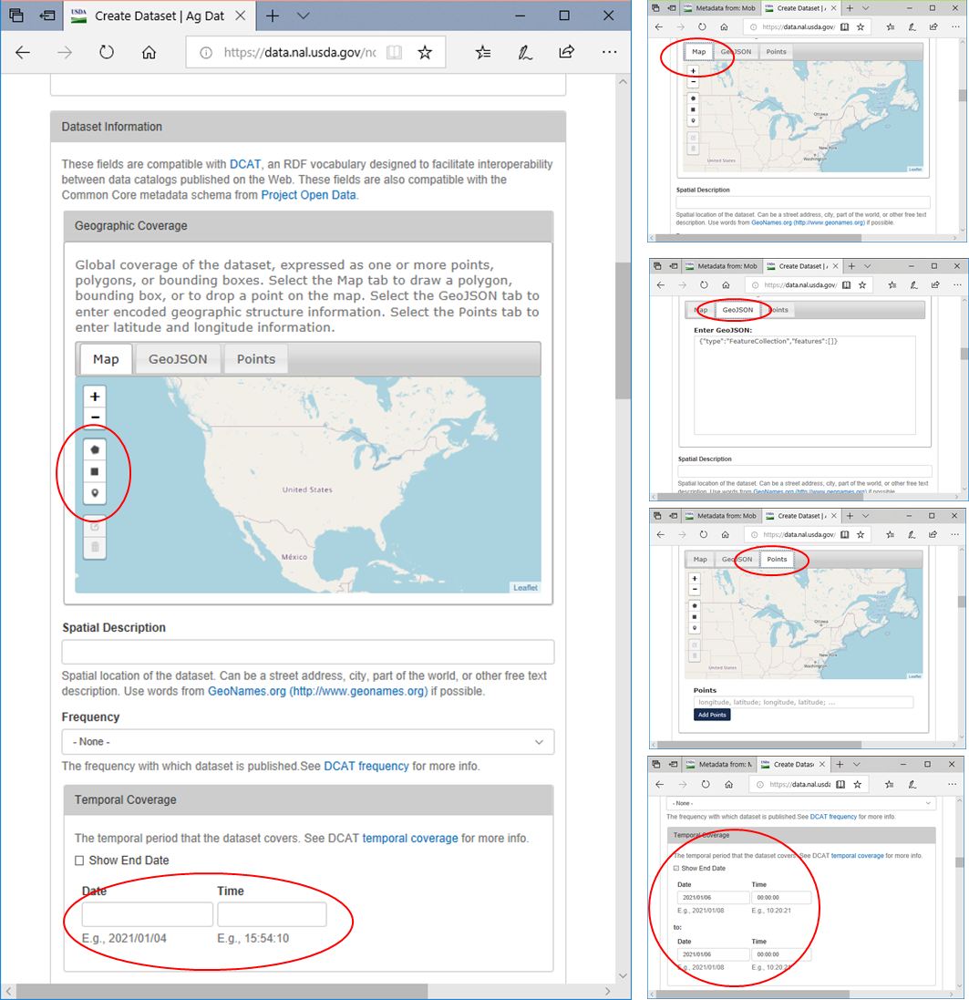 USDA
Create Dataset | Ag Dat
https://data.nal.usda.gov/nc
Dataset Information
These fields are compatible with DCAT, an RDF vocabulary designed to facilitate interoperability
between data catalogs published on the Web. These fields are also compatible with the
Common Core metadata schema from Project Open Data.
Geographic Coverage
Global coverage of the dataset, expressed as one or more points,
polygons, or bounding boxes. Select the Map tab to draw a polygon,
bounding box, or to drop a point on the map. Select the GeoJSON tab to
enter encoded geographic structure information. Select the Points tab to
enter latitude and longitude information.
Map GeoJSON Points
+
−
United States
México
Leaflet
Spatial Description
Spatial location of the dataset. Can be a street address, city, part of the world, or other free text
description. Use words from GeoNames.org (http://www.geonames.org) if possible.
Frequency
- None -
The frequency with which dataset is published.See DCAT frequency for more info.
Temporal Coverage
The temporal period that the dataset covers. See DCAT temporal coverage for more info.
Show End Date
Date Time
E.g., 2021/01/04 E.g., 15:54:10
USDA Metadata from: Mob USDA Create Dataset | A
https://data.nal.usda.gov/
Map GeoJSON Points
+
−
Ottawa
New York
Washington
United States
Leaflet
Spatial Description
Spatial location of the dataset. Can be a street address, city, part of the world, or other free text
description. Use words from GeoNames.org (http://www.geonames.org) if possible.
USDA Metadata from: Mob USDA Create Dataset | A
https://data.nal.usda.gov/
Map GeoJSON Points
Enter GeoJSON:
{"type":"FeatureCollection","features":[]}
Spatial Description
Spatial location of the dataset. Can be a street address, city, part of the world, or other free text
description. Use words from GeoNames.org (http://www.geonames.org) if possible.
USDA Metadata from: Mob USDA Create Dataset | A
https://data.nal.usda.gov/
Map GeoJSON Points
+
−
Ottawa
New York
Washington
United States
Leaflet
Points
longitude, latitude; longitude, latitude; ...
Add Points
USDA Metadata from: M USDA Create Datase
https://data.nal.usda
- None -
The frequency with which dataset is published.See DCAT frequency for more info.
Temporal Coverage
The temporal period that the dataset covers. See DCAT temporal coverage for more info.
Show End Date
Date Time
2021/01/06 00:00:00
E.g., 2021/01/08 E.g., 10:20:21
to:
Date Time
2021/01/06 00:00:00
E.g., 2021/01/08 E.g., 10:20:21